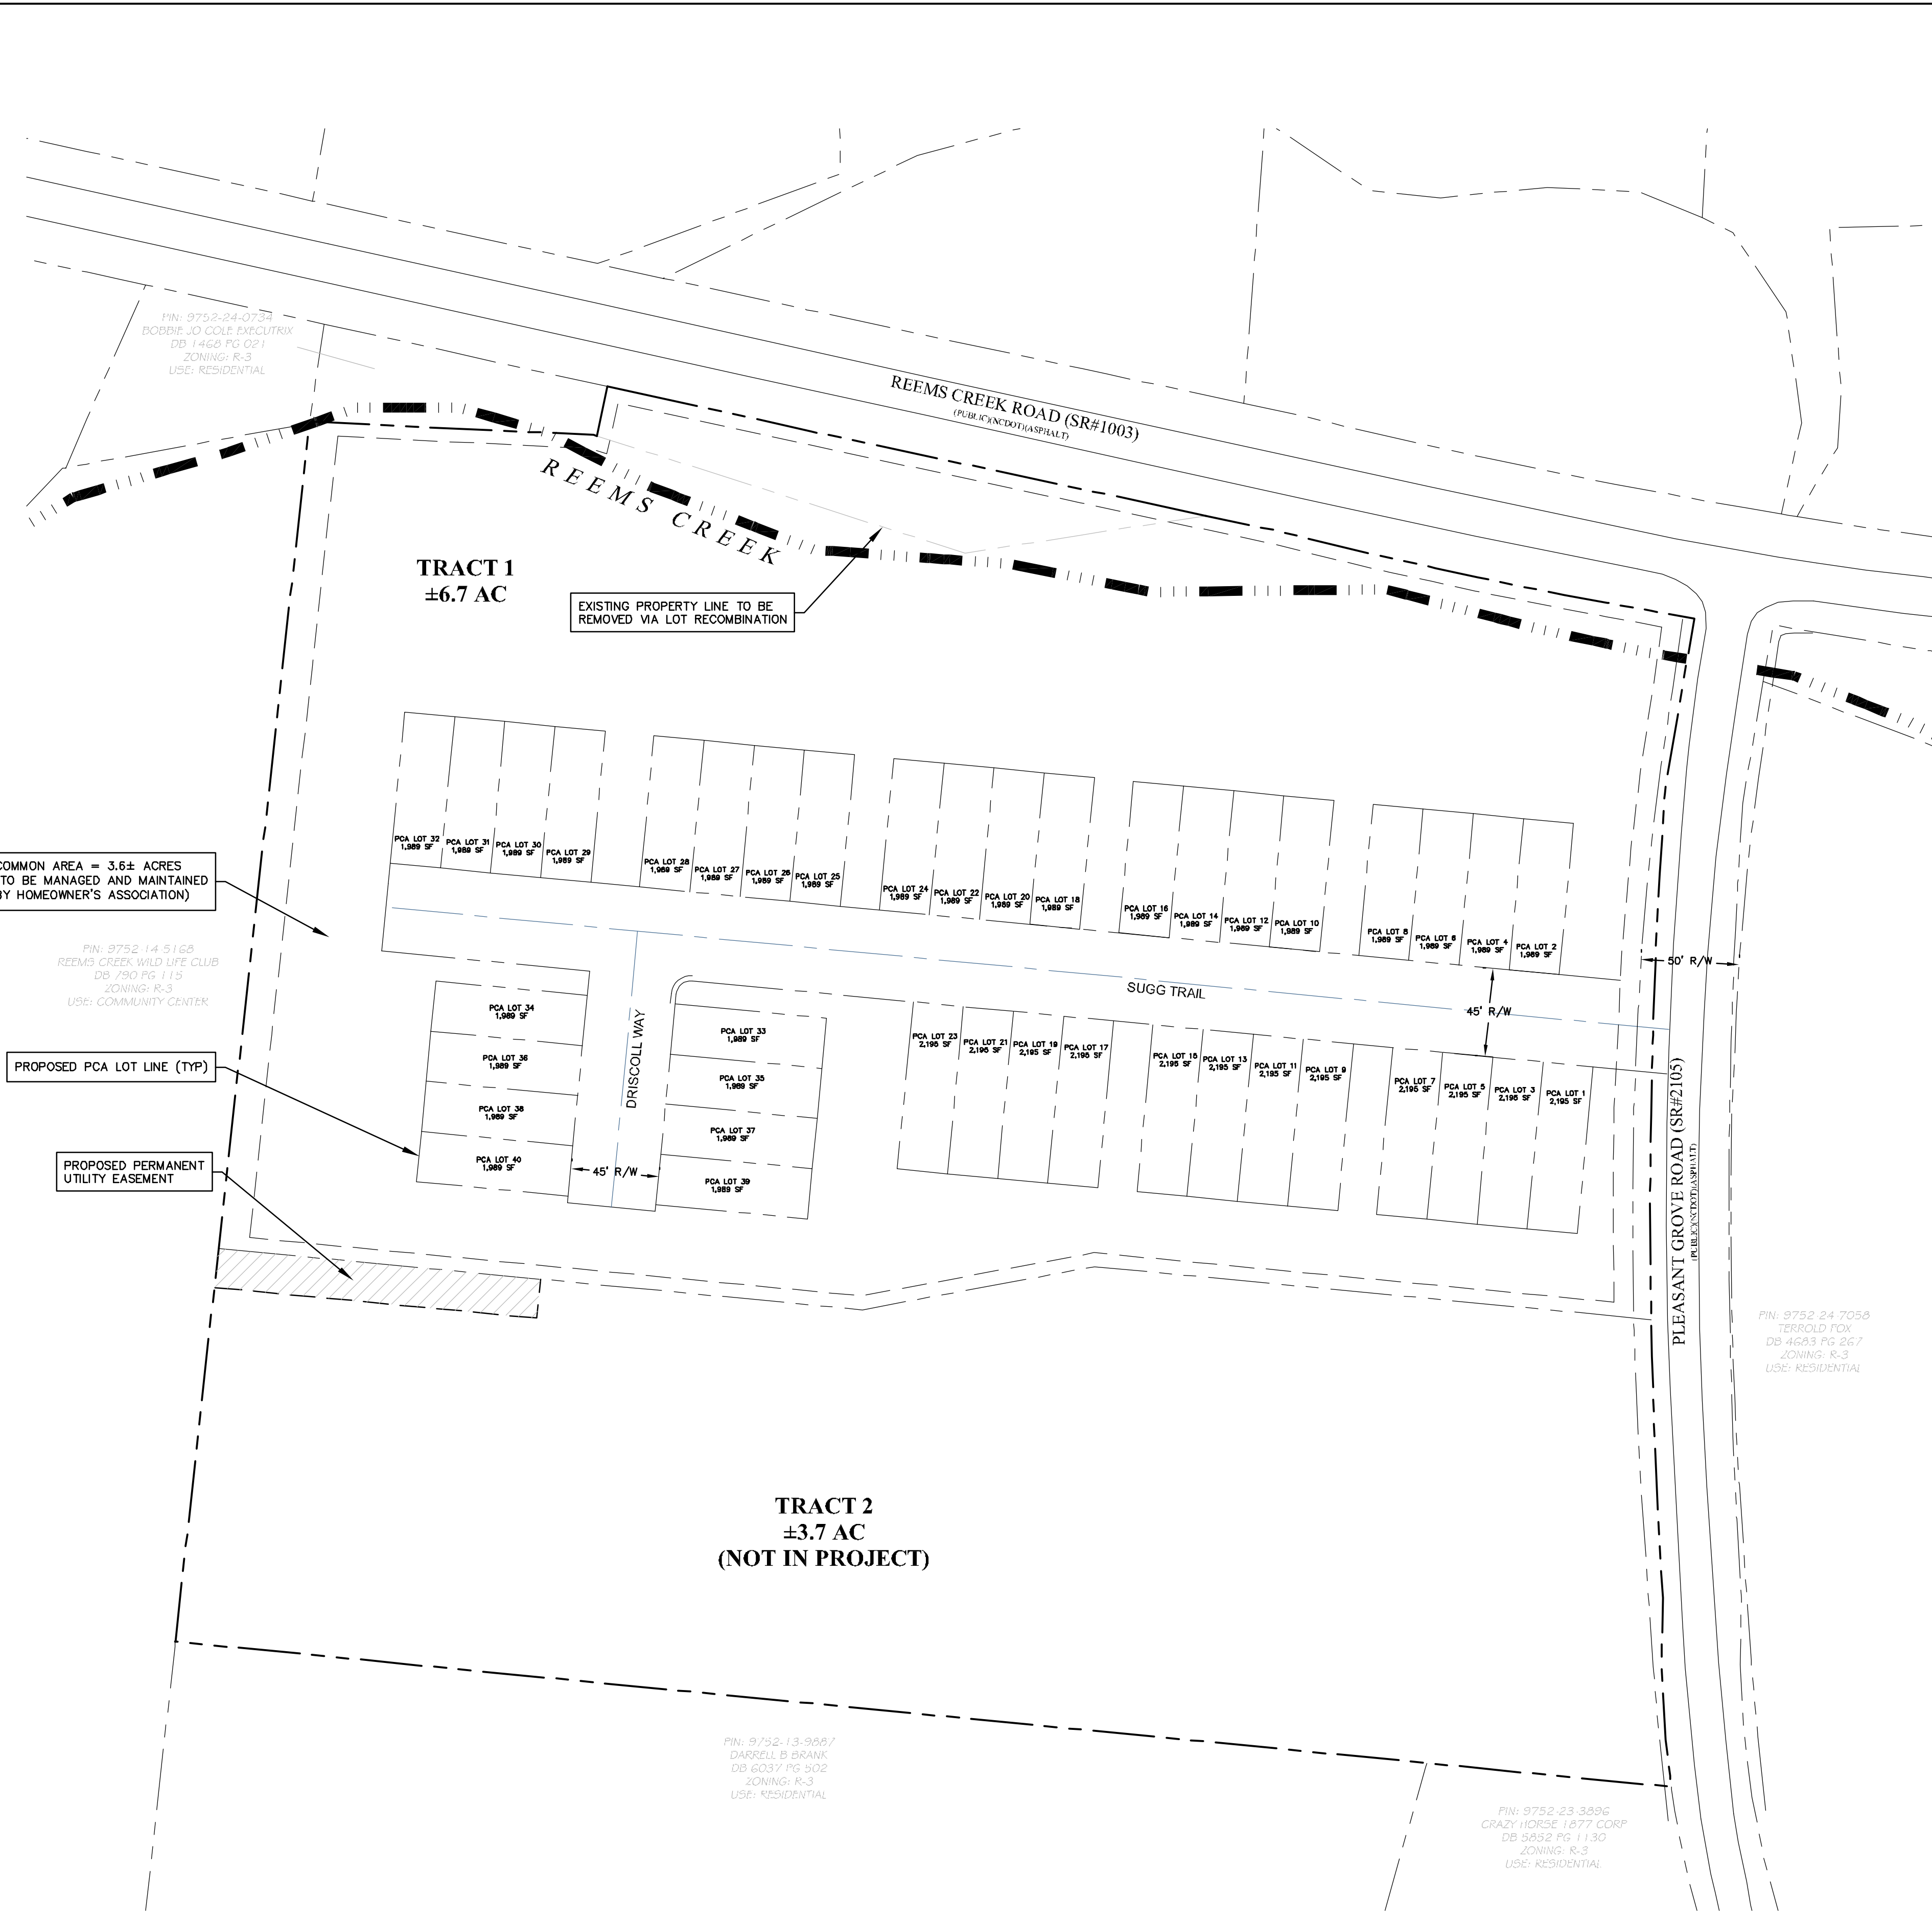 PIN: 9752-24-0734
BOBBIE JO COLE EXECUTRIX
DB 1468 PG 021
ZONING: R-3
USE: RESIDENTIAL
REEMS CREEK ROAD (SR#1003)
(PUBLIC)(NCDOT)(ASPHALT)
REEMS CREEK
TRACT 1
±6.7 AC
EXISTING PROPERTY LINE TO BE
REMOVED VIA LOT RECOMBINATION
PCA LOT 32
1,989 SF
PCA LOT 31
1,989 SF
PCA LOT 30
1,989 SF
PCA LOT 29
1,989 SF
PCA LOT 28
1,989 SF
PCA LOT 27
1,989 SF
PCA LOT 26
1,989 SF
PCA LOT 25
1,989 SF
PCA LOT 24
1,989 SF
PCA LOT 22
1,989 SF
PCA LOT 20
1,989 SF
PCA LOT 18
1,989 SF
PCA LOT 16
1,989 SF
PCA LOT 14
1,989 SF
PCA LOT 12
1,989 SF
PCA LOT 10
1,989 SF
PCA LOT 8
1,989 SF
PCA LOT 6
1,989 SF
PCA LOT 4
1,989 SF
PCA LOT 2
1,989 SF
COMMON AREA = 3.6± ACRES
TO BE MANAGED AND MAINTAINED
BY HOMEOWNER'S ASSOCIATION)
PIN: 9752-14-5168
REEMS CREEK WILD LIFE CLUB
DB 790 PG 115
ZONING: R-3
USE: COMMUNITY CENTER
50' R/W
SUGG TRAIL
45' R/W
PCA LOT 34
1,989 SF
PCA LOT 36
1,989 SF
PCA LOT 38
1,989 SF
PCA LOT 40
1,989 SF
DRISCOLL WAY
45' R/W
PCA LOT 33
1,989 SF
PCA LOT 35
1,989 SF
PCA LOT 37
1,989 SF
PCA LOT 39
1,989 SF
PCA LOT 23
2,195 SF
PCA LOT 21
2,195 SF
PCA LOT 19
2,195 SF
PCA LOT 17
2,195 SF
PCA LOT 15
2,195 SF
PCA LOT 13
2,195 SF
PCA LOT 11
2,195 SF
PCA LOT 9
2,195 SF
PCA LOT 7
2,195 SF
PCA LOT 5
2,195 SF
PCA LOT 3
2,195 SF
PCA LOT 1
2,195 SF
PROPOSED PCA LOT LINE (TYP)
PROPOSED PERMANENT
UTILITY EASEMENT
PLEASANT GROVE ROAD (SR#2105)
(PUBLIC)(NCDOT)(ASPHALT)
PIN: 9752-24-7058
TERROLD FOX
DB 4683 PG 267
ZONING: R-3
USE: RESIDENTIAL
TRACT 2
±3.7 AC
(NOT IN PROJECT)
PIN: 9752-13-9887
DARRELL B BRANK
DB 6037 PG 502
ZONING: R-3
USE: RESIDENTIAL
PIN: 9752-23-3896
CRAZY HORSE 1877 CORP
DB 5852 PG 1130
ZONING: R-3
USE: RESIDENTIAL